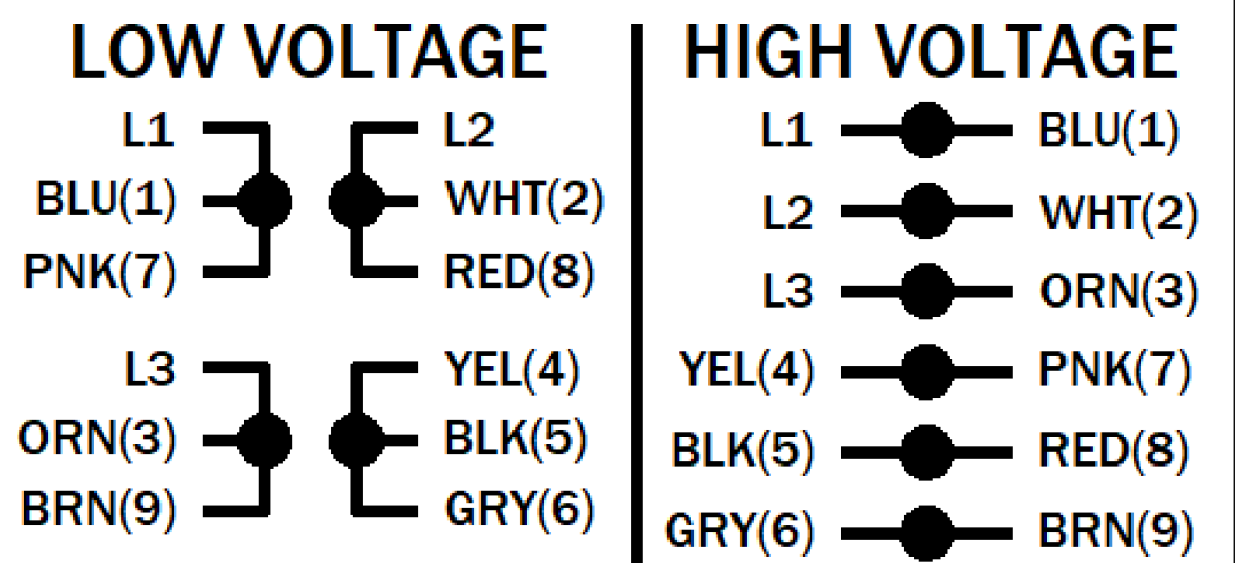 LOW VOLTAGE
L1 L2
BLU(1) WHT(2)
PNK(7) RED(8)
L3 YEL(4)
ORN(3) BLK(5)
BRN(9) GRY(6)
HIGH VOLTAGE
L1 BLU(1)
L2 WHT(2)
L3 ORN(3)
YEL(4) PNK(7)
BLK(5) RED(8)
GRY(6) BRN(9)